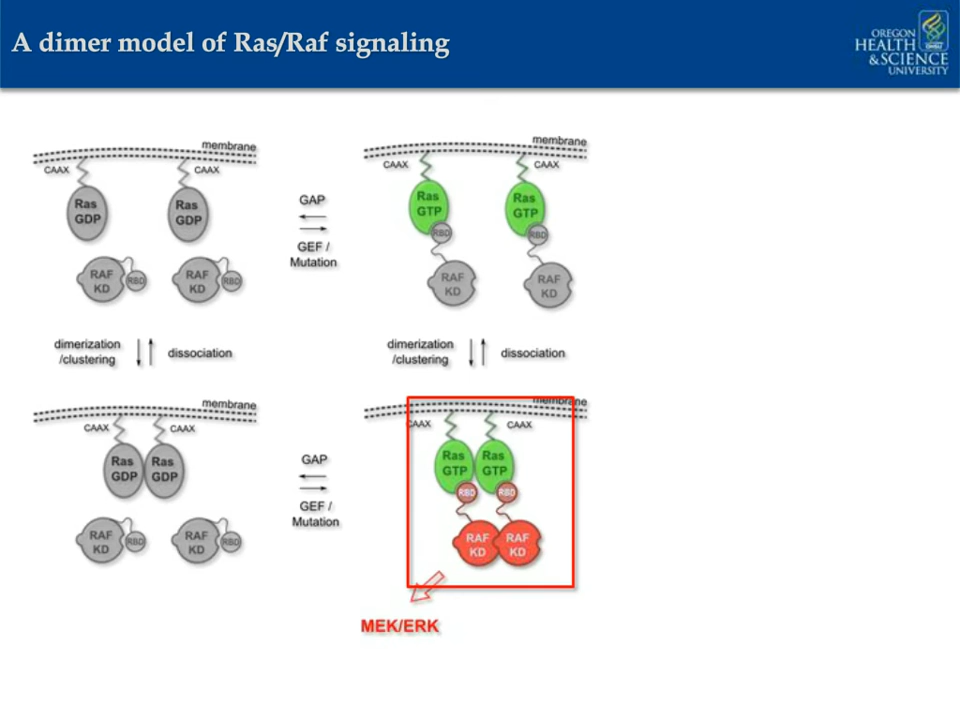 A dimer model of Ras/Raf signaling
OREGON
HEALTH
& SCIENCE
UNIVERSITY
membrane
CAAX
CAAX
Ras
GDP
Ras
GDP
RAF
KD
RBD
RAF
KD
RBD
GAP
GEF /
Mutation
membrane
CAAX
CAAX
Ras
GTP
Ras
GTP
RBD
RBD
RAF
KD
RAF
KD
dimerization
/clustering
dissociation
dimerization
/clustering
dissociation
membrane
CAAX
CAAX
Ras
GDP
Ras
GDP
RAF
KD
RBD
RAF
KD
RBD
GAP
GEF /
Mutation
membrane
CAAX
CAAX
Ras
GTP
Ras
GTP
RBD
RBD
RAF
KD
RAF
KD
MEK/ERK